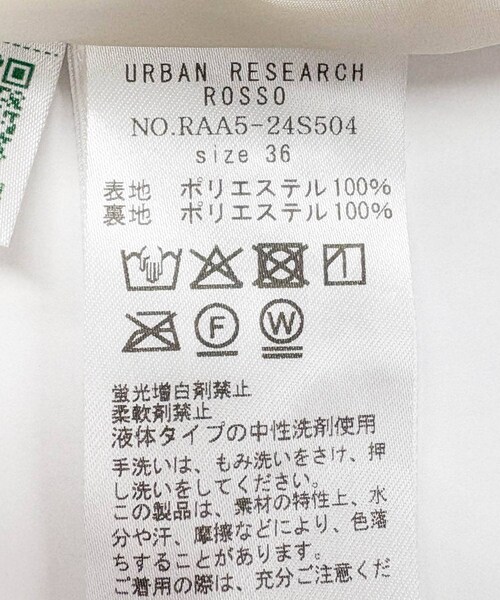 URBAN RESEARCH
ROSSO
NO.RAA5-24S504
size 36
表地 ポリエステル100%
裏地 ポリエステル100%
F W
蛍光増白剤禁止
柔軟剤禁止
液体タイプの中性洗剤使用
手洗いは、もみ洗いをさけ、押
し洗いをしてください。
この製品は、素材の特性上、水
分や汗、摩擦などにより、色落
ちすることがあります。
ご着用の際は、充分ご注意くだ